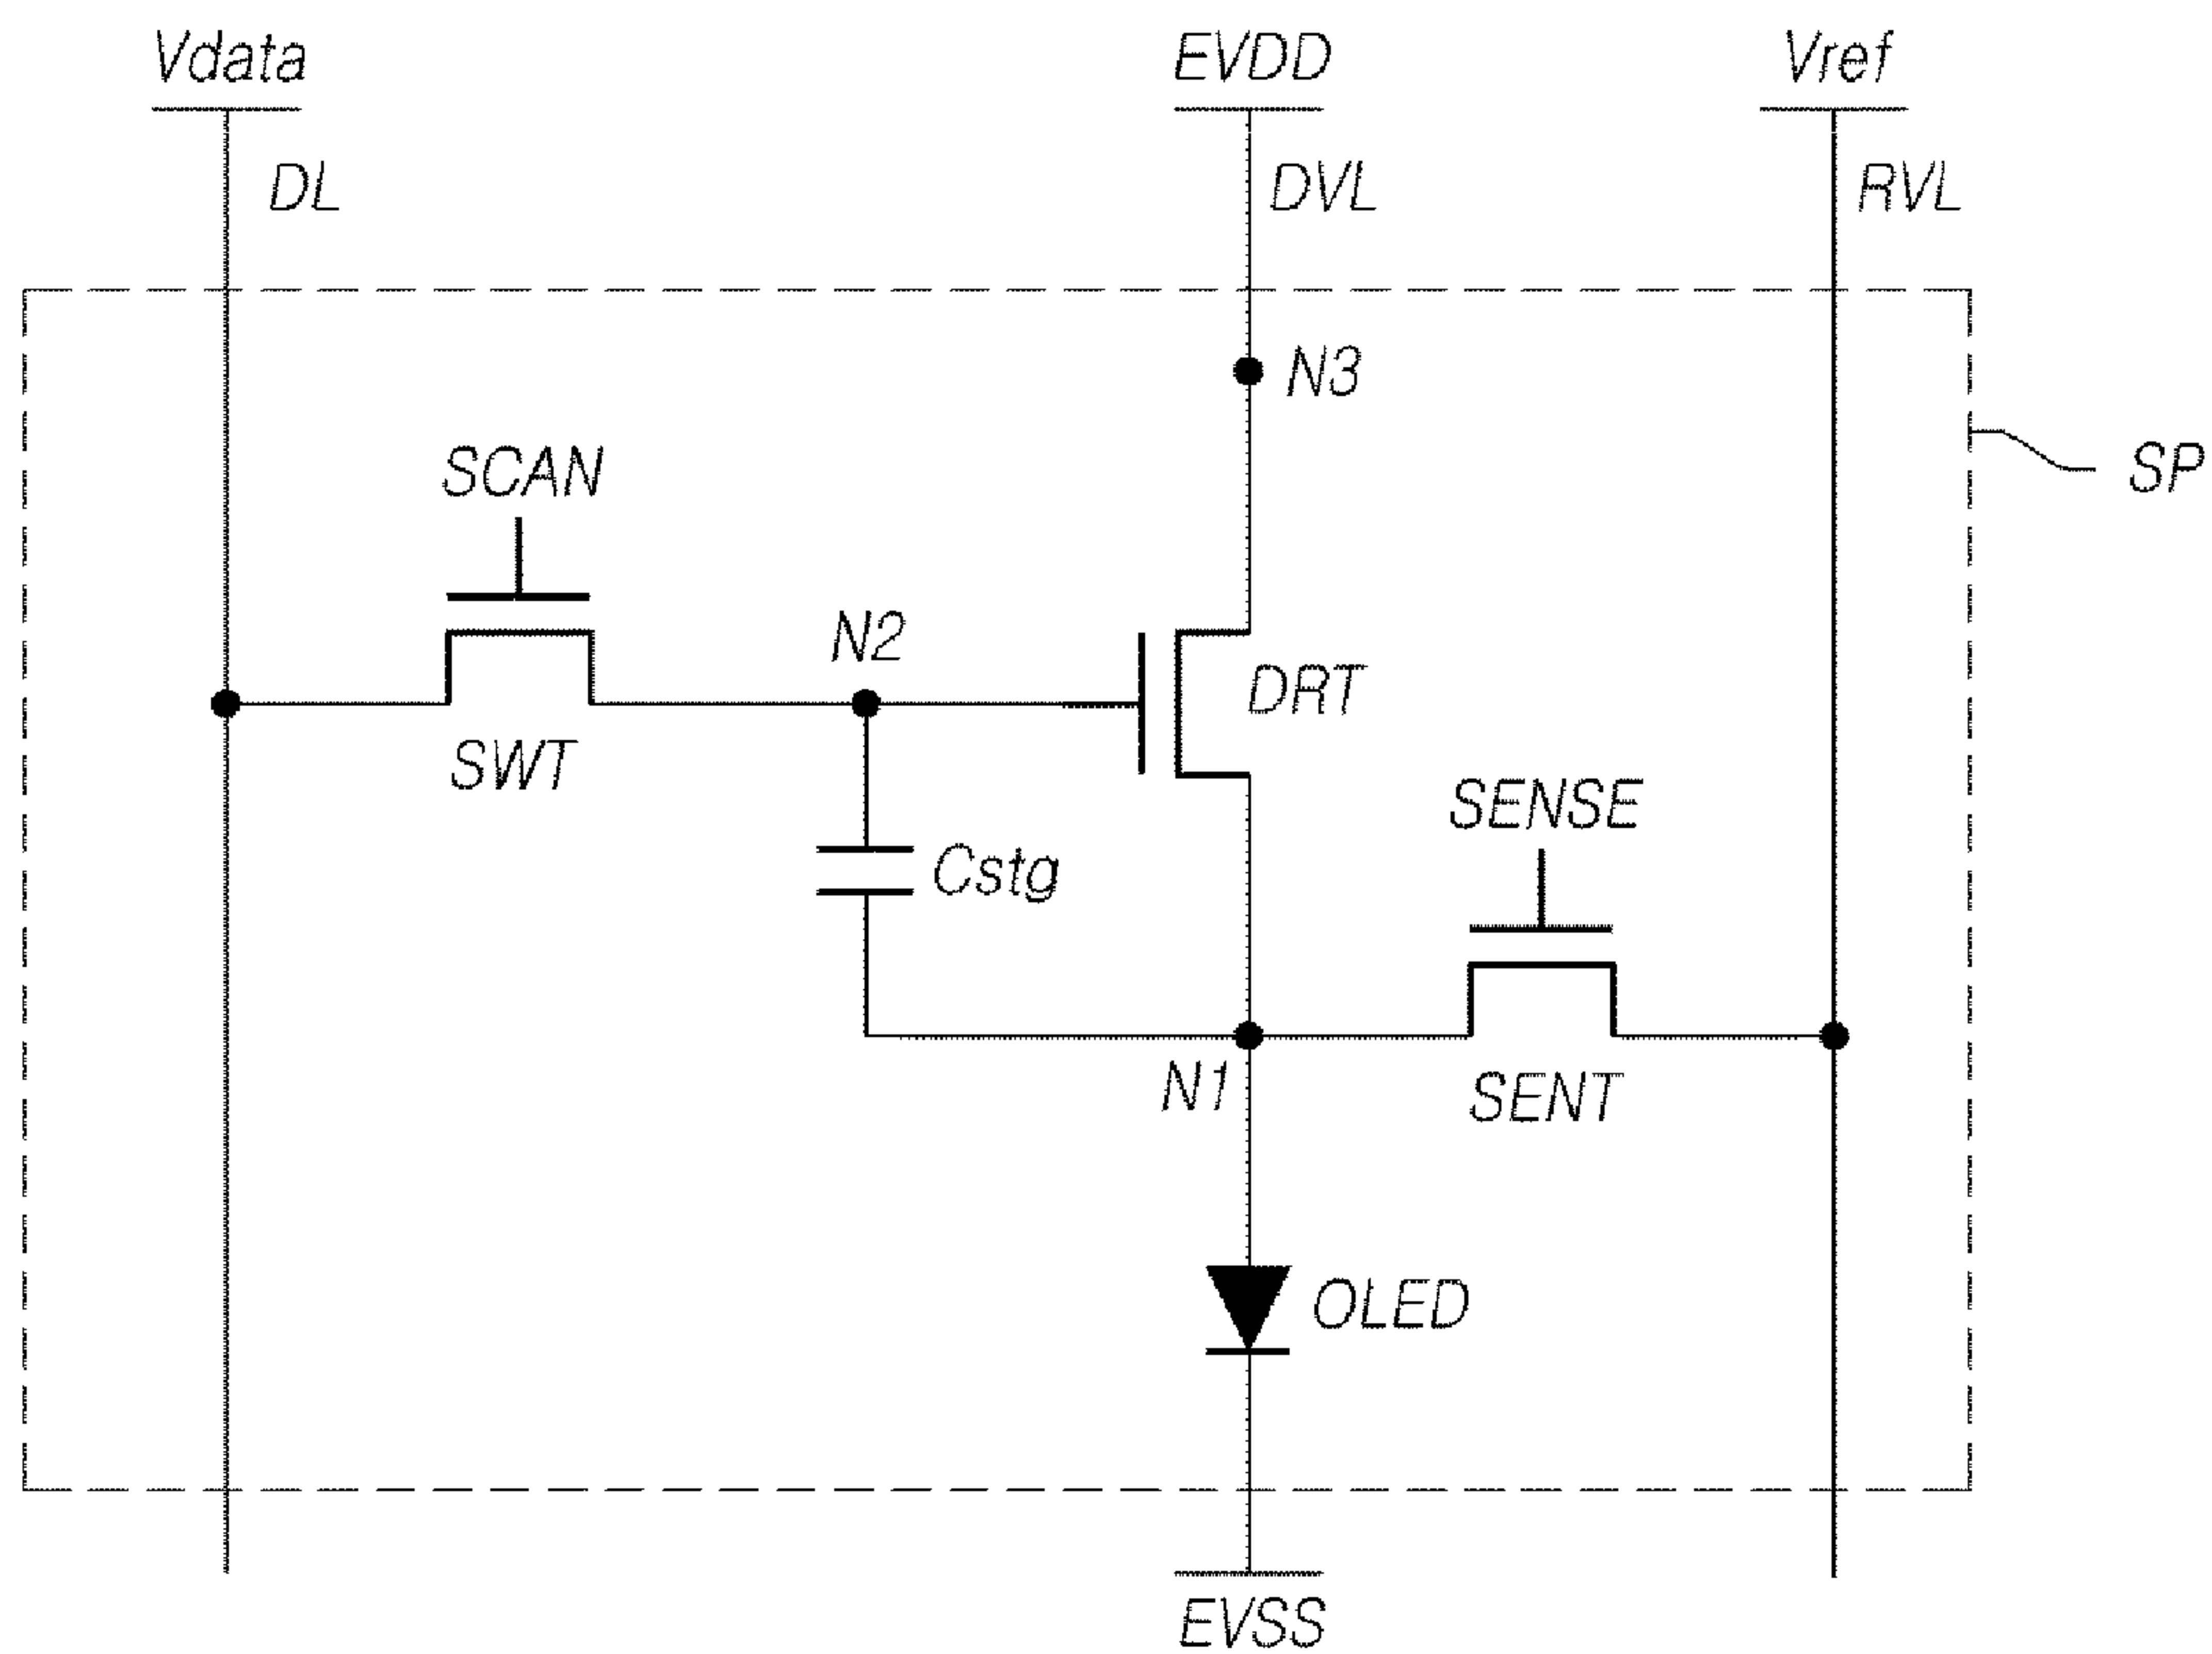 Vdata
EVDD
Vref
DL
DVL
RVL
N3
SCAN
SP
N2
DRT
SWT
SENSE
Cstg
N1
SENT
OLED
EVSS